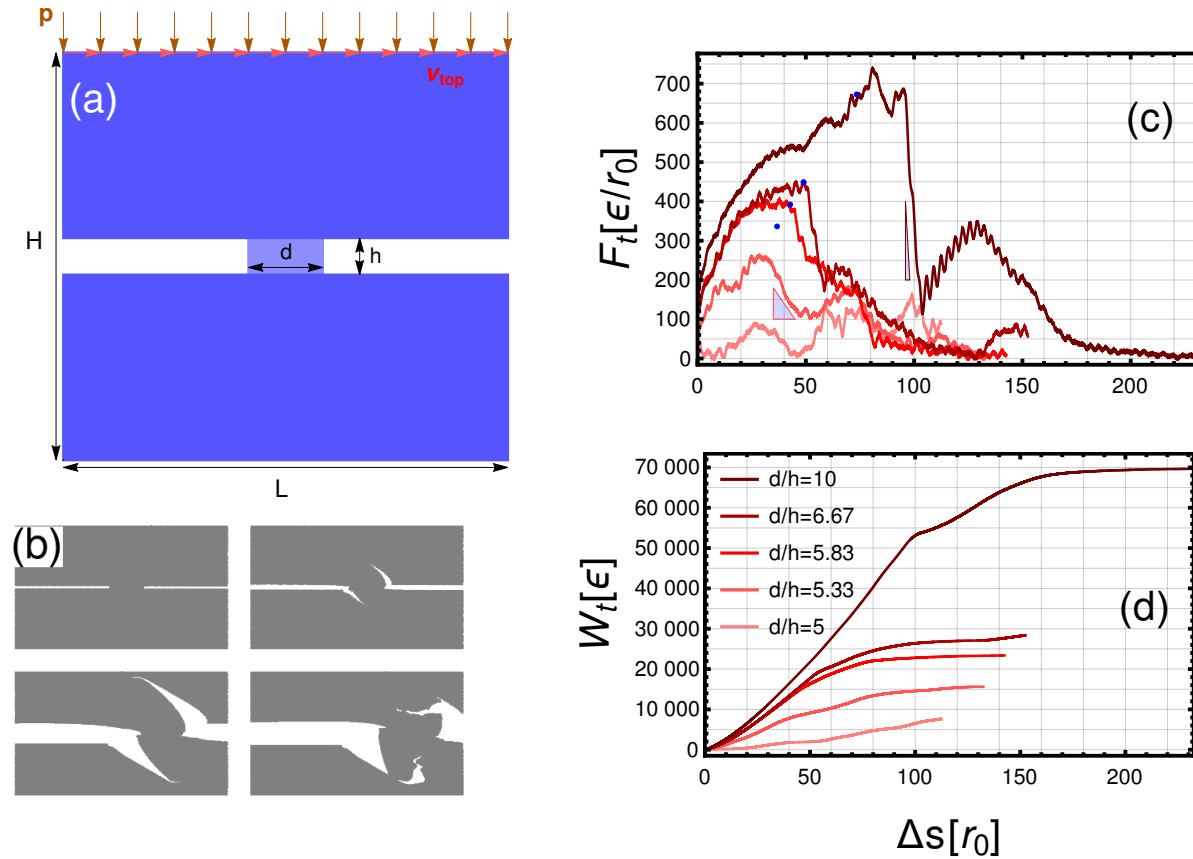 p
v_top
(a)
H
d
h
L
(b)
(c)
F_t[ϵ/r_0]
700
600
500
400
300
200
100
0
0 50 100 150 200
(d)
W_t[ϵ]
70 000
60 000
50 000
40 000
30 000
20 000
10 000
0
d/h=10
d/h=6.67
d/h=5.83
d/h=5.33
d/h=5
0 50 100 150 200
Δs[r_0]